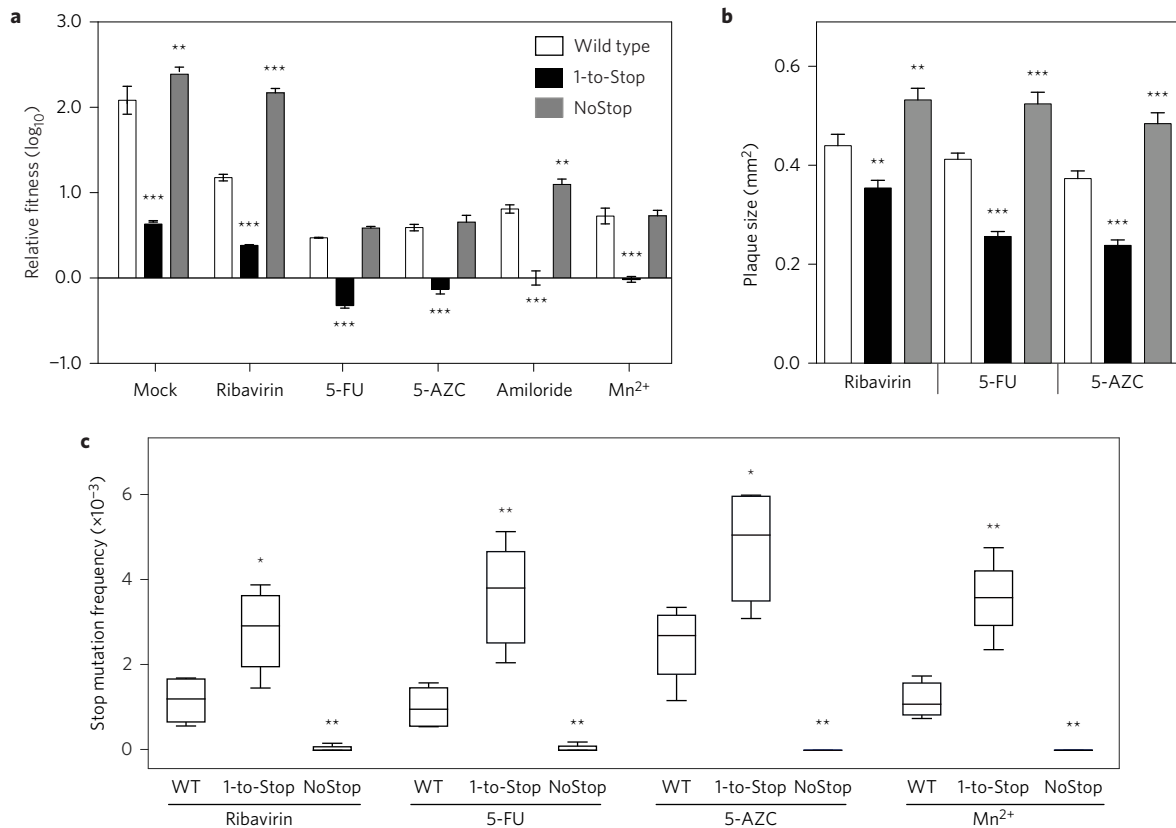 a
3.0
2.0
1.0
0.0
−1.0
Relative fitness (log10)
** *** *** *** *** *** ** *** ***
Wild type
1-to-Stop
NoStop
Mock Ribavirin 5-FU 5-AZC Amiloride Mn2+
b
0.6
0.4
0.2
0.0
Plaque size (mm2)
** ** *** *** *** ***
Ribavirin 5-FU 5-AZC
c
6
4
2
0
Stop mutation frequency (×10−3)
* ** ** ** * ** ** **
WT 1-to-Stop NoStop WT 1-to-Stop NoStop WT 1-to-Stop NoStop WT 1-to-Stop NoStop
Ribavirin 5-FU 5-AZC Mn2+